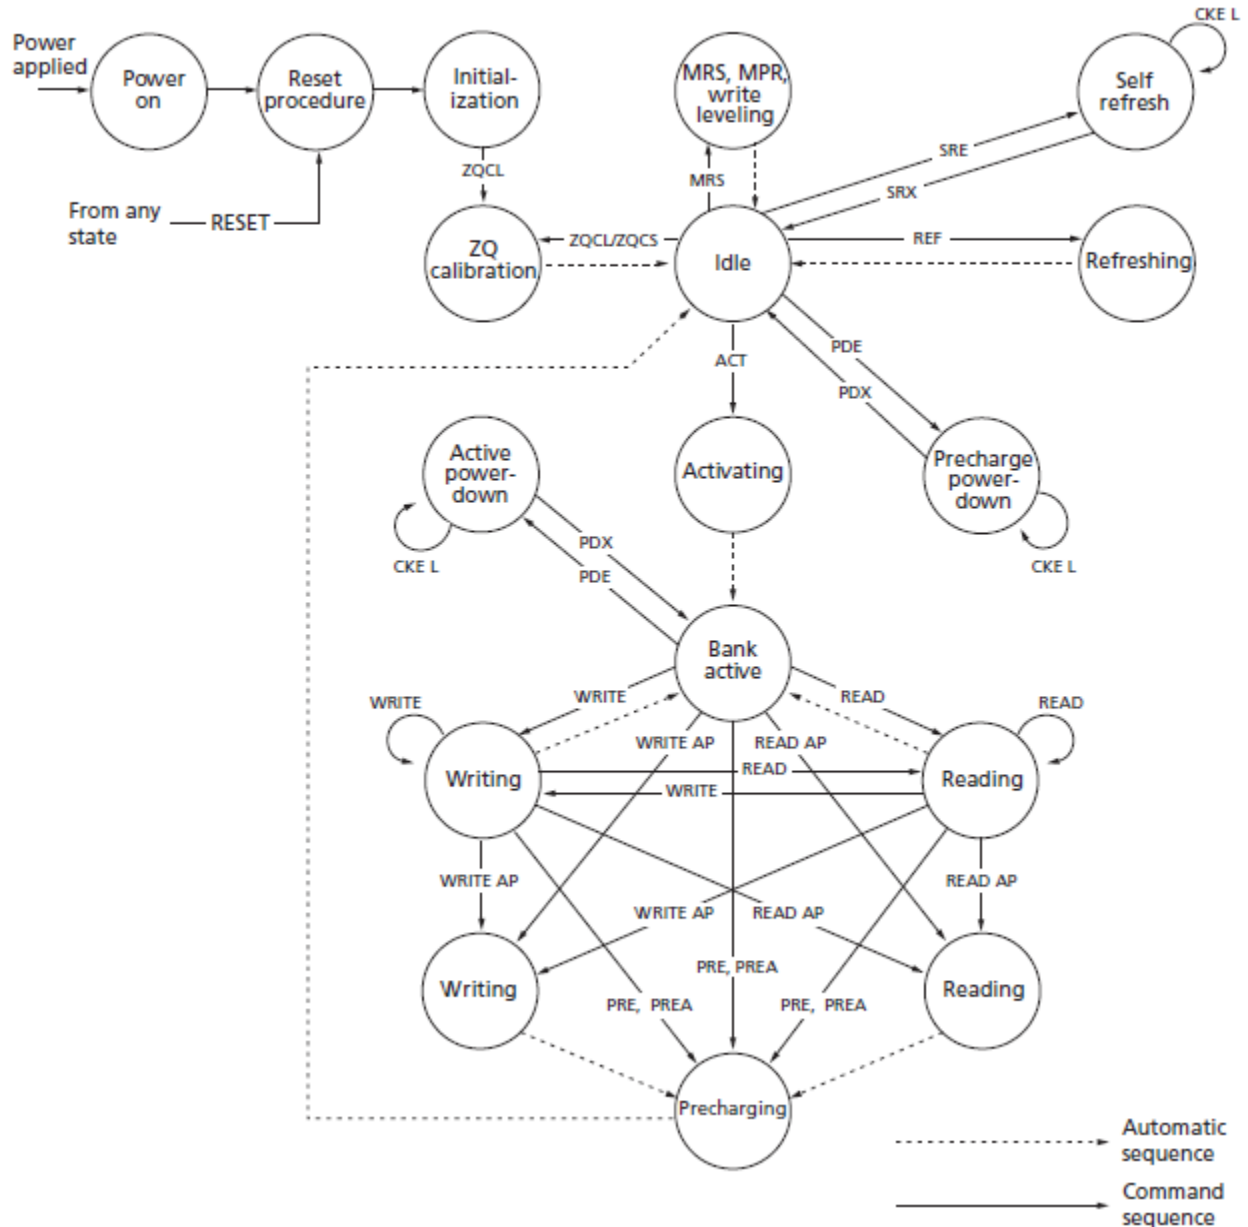 CKE L
Power
applied
Power
on
Reset
procedure
Initial-
ization
MRS, MPR,
write
leveling
Self
refresh
SRE
ZQCL
MRS
SRX
From any
state
RESET
ZQCL/ZQCS
REF
ZQ
calibration
Idle
Refreshing
PDE
ACT
PDX
Active
power-
down
Activating
Precharge
power-
down
PDX
CKE L
PDE
CKE L
Bank
active
WRITE
WRITE
READ
READ
WRITE AP
READ AP
Writing
READ
Reading
WRITE
WRITE AP
READ AP
WRITE AP
READ AP
PRE, PREA
Writing
Reading
PRE, PREA
PRE, PREA
Precharging
Automatic
sequence
Command
sequence